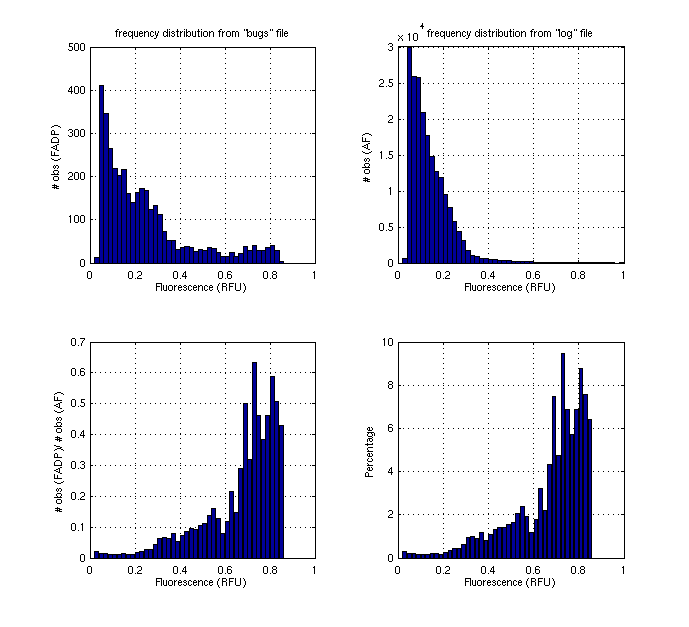 frequency distribution from "bugs" file
500
400
300
200
100
0
# obs (FADP)
0 0.2 0.4 0.6 0.8 1
Fluorescence (RFU)
× 10^4 frequency distribution from "log" file
3
2.5
2
1.5
1
0.5
0
# obs (AF)
0 0.2 0.4 0.6 0.8 1
Fluorescence (RFU)
0.7
0.6
0.5
0.4
0.3
0.2
0.1
0
# obs (FADP)/ # obs (AF)
0 0.2 0.4 0.6 0.8 1
Fluorescence (RFU)
10
8
6
4
2
0
Percentage
0 0.2 0.4 0.6 0.8 1
Fluorescence (RFU)